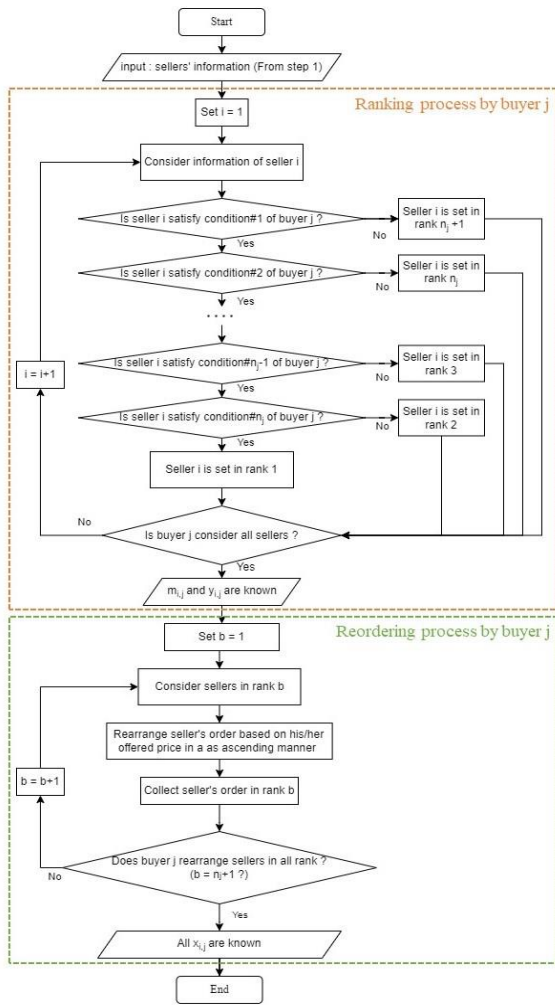 Start
input : sellers' information (From step 1)
Ranking process by buyer j
Set i = 1
Consider information of seller i
Is seller i satisfy condition#1 of buyer j ?
No
Seller i is set in
rank nj +1
Yes
Is seller i satisfy condition#2 of buyer j ?
No
Seller i is set in
rank nj
Yes
....
i = i+1
Is seller i satisfy condition#nj-1 of buyer j ?
No
Seller i is set in
rank 3
Yes
Is seller i satisfy condition#nj of buyer j ?
No
Seller i is set in
rank 2
Yes
Seller i is set in rank 1
No
Is buyer j consider all sellers ?
Yes
mi,j and yi,j are known
Reordering process by buyer j
Set b = 1
Consider sellers in rank b
Rearrange seller's order based on his/her
offered price in a as ascending manner
b = b+1
Collect seller's order in rank b
Does buyer j rearrange sellers in all rank ?
(b = nj+1 ?)
No
Yes
All xi,j are known
End